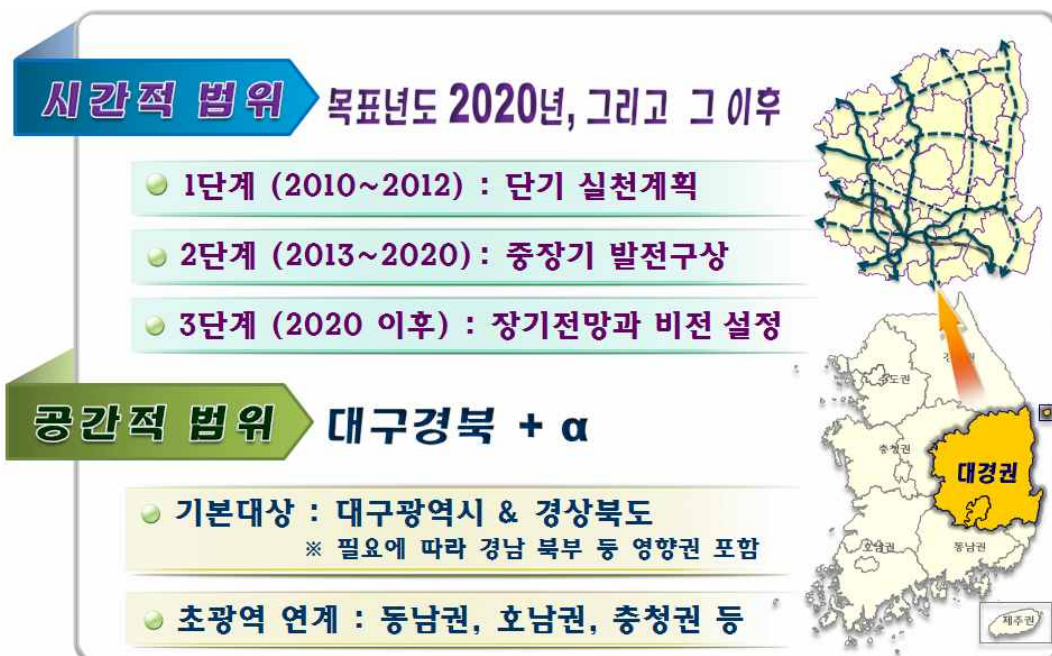 시간적 범위
목표년도 2020년, 그리고 그 이후
1단계 (2010~2012) : 단기 실천계획
2단계 (2013~2020) : 중장기 발전구상
3단계 (2020 이후) : 장기전망과 비전 설정
공간적 범위
대구경북 + α
기본대상 : 대구광역시 & 경상북도
※ 필요에 따라 경남 북부 등 영향권 포함
초광역 연계 : 동남권, 호남권, 충청권 등
충청권
대경권
호남권
동남권
제주권